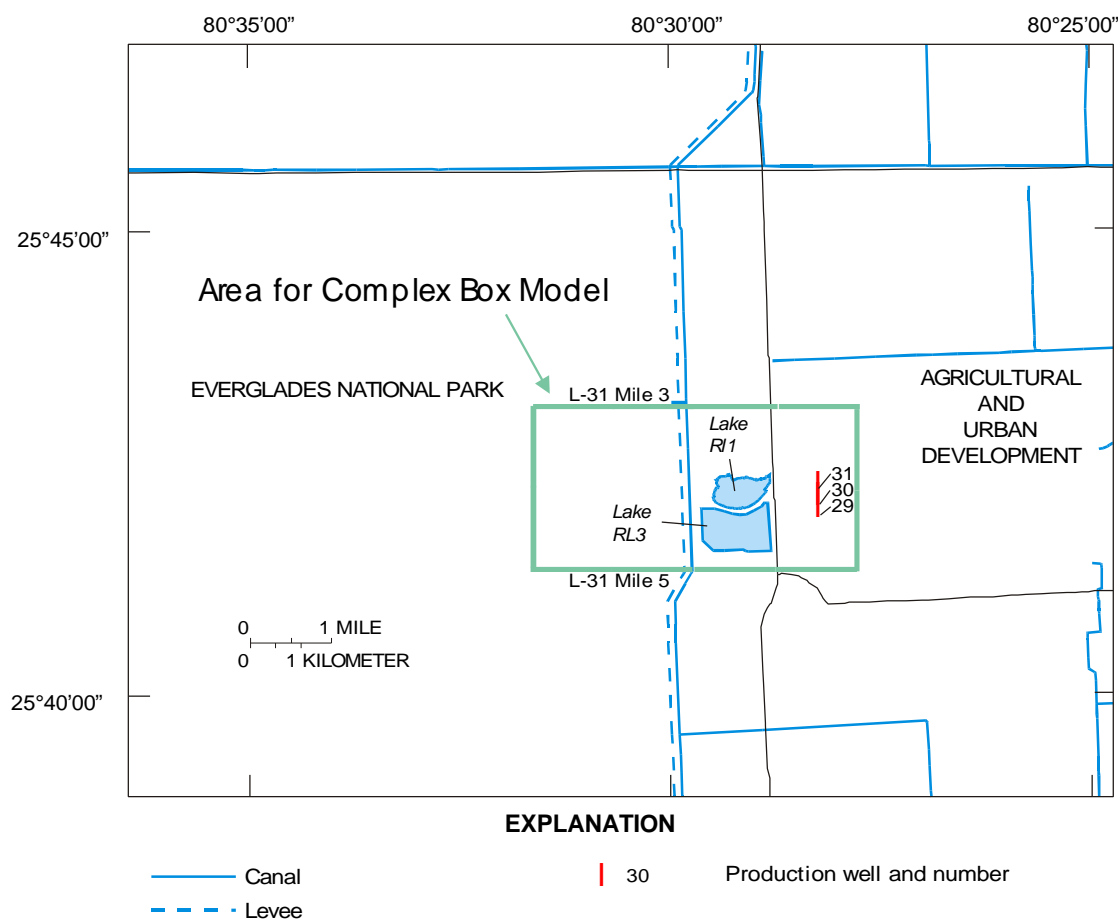 80°35'00” 80°30'00” 80°25'00”
25°45'00”
Area for Complex Box Model
EVERGLADES NATIONAL PARK
L-31 Mile 3
AGRICULTURAL
AND
URBAN
DEVELOPMENT
Lake
Rl1
31
30
29
Lake
RL3
L-31 Mile 5
0 1 MILE
0 1 KILOMETER
25°40'00”
EXPLANATION
Canal
Levee
30 Production well and number